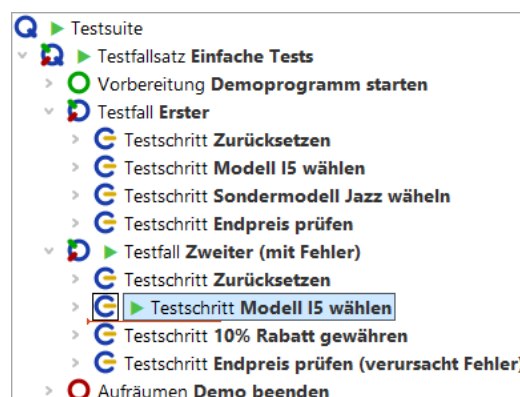 Testsuite
Testfallsatz Einfache Tests
Vorbereitung Demoprogramm starten
Testfall Erster
Testschritt Zurücksetzen
Testschritt Modell I5 wählen
Testschritt Sondermodell Jazz wäheln
Testschritt Endpreis prüfen
Testfall Zweiter (mit Fehler)
Testschritt Zurücksetzen
Testschritt Modell I5 wählen
Testschritt 10% Rabatt gewähren
Testschritt Endpreis prüfen (verursacht Fehler)
Aufräumen Demo beenden